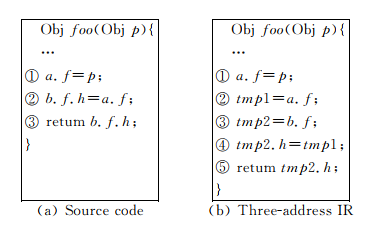 Obj foo(Obj p){
...
① a. f=p;
② b. f. h=a. f;
③ retum b. f. h;
}
(a) Source code
Obj foo(Obj p){
...
① a. f=p;
② tmp1=a. f;
③ tmp2=b. f;
④ tmp2. h=tmp1;
⑤ return tmp2. h;
}
(b) Three-address IR